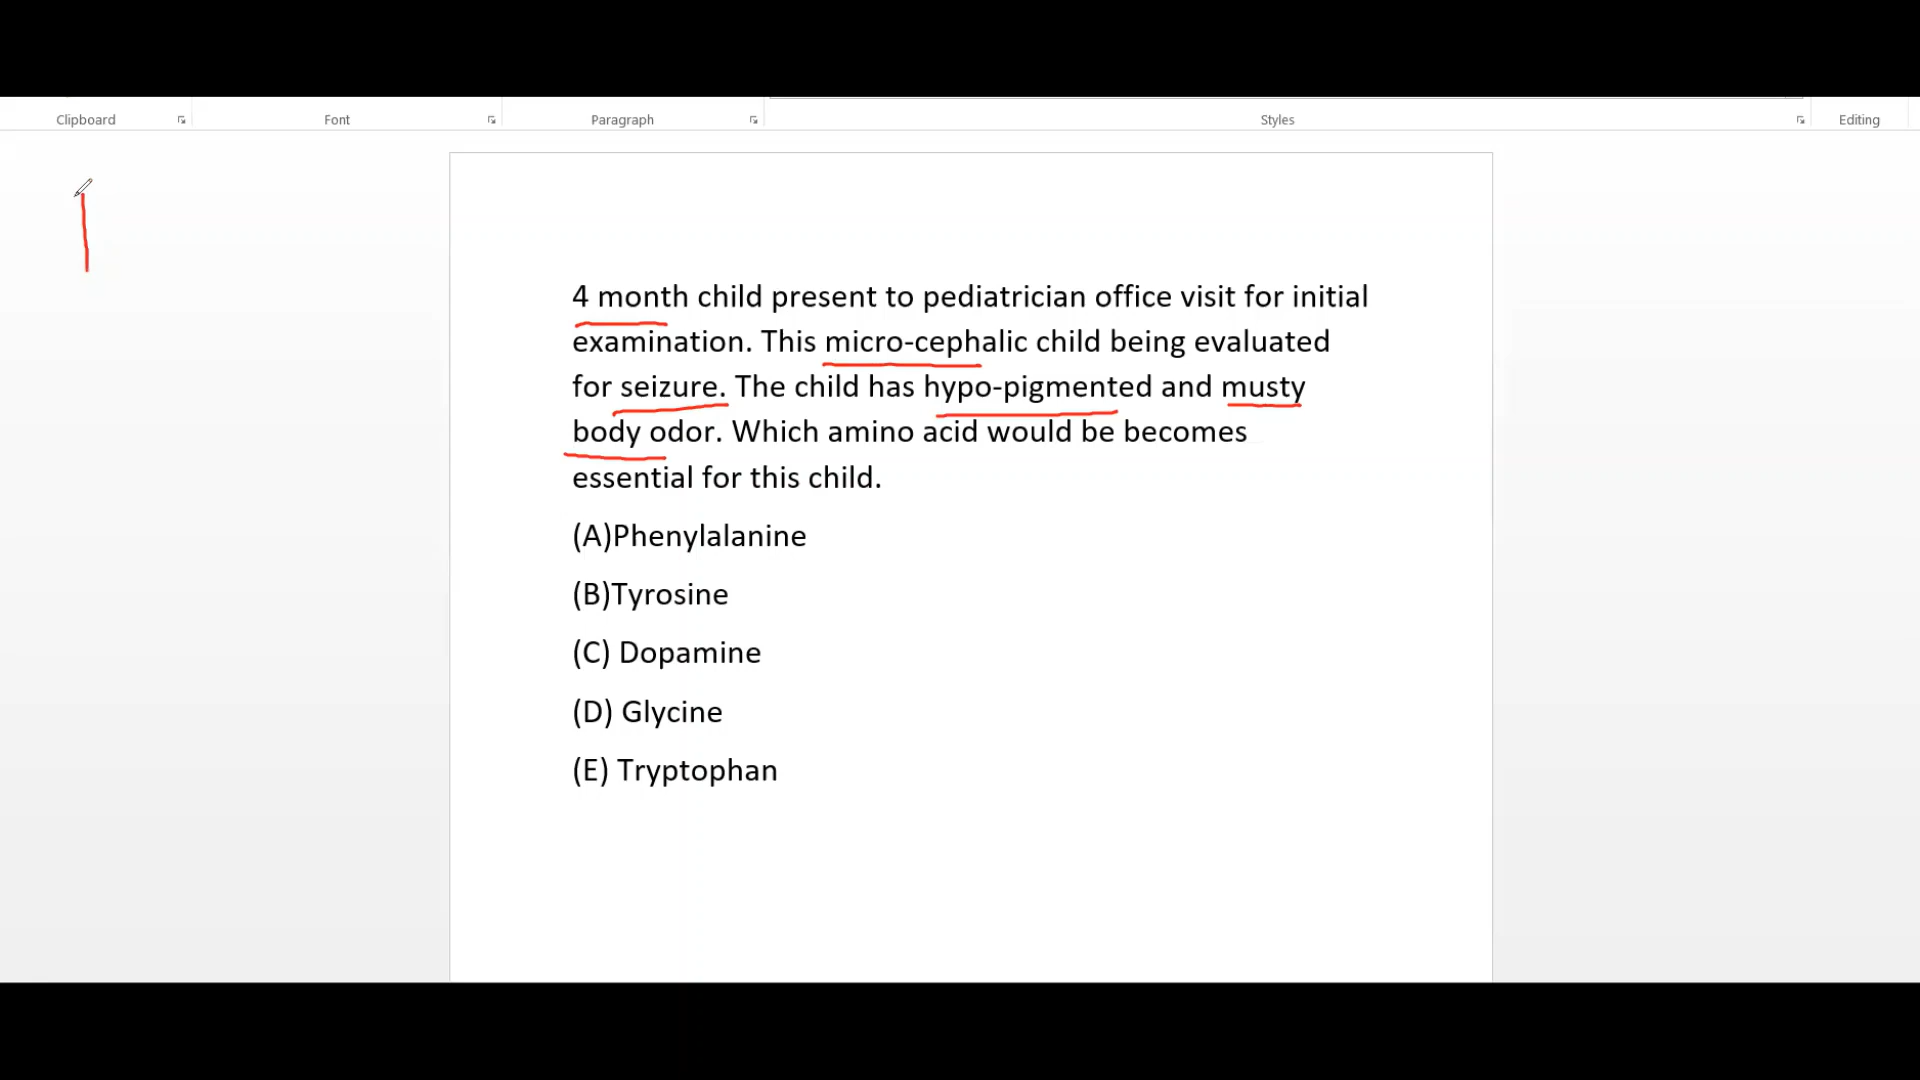 Clipboard Font Paragraph Styles Editing
4 month child present to pediatrician office visit for initial
examination. This micro-cephalic child being evaluated
for seizure. The child has hypo-pigmented and musty
body odor. Which amino acid would be becomes
essential for this child.
(A)Phenylalanine
(B)Tyrosine
(C) Dopamine
(D) Glycine
(E) Tryptophan